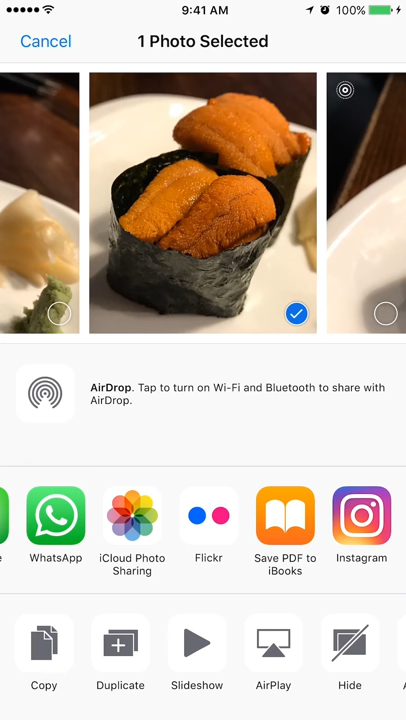 9:41 AM
100%
Cancel
1 Photo Selected
AirDrop. Tap to turn on Wi-Fi and Bluetooth to share with
AirDrop.
e
WhatsApp
iCloud Photo
Sharing
Flickr
Save PDF to
iBooks
Instagram
Copy
Duplicate
Slideshow
AirPlay
Hide
A